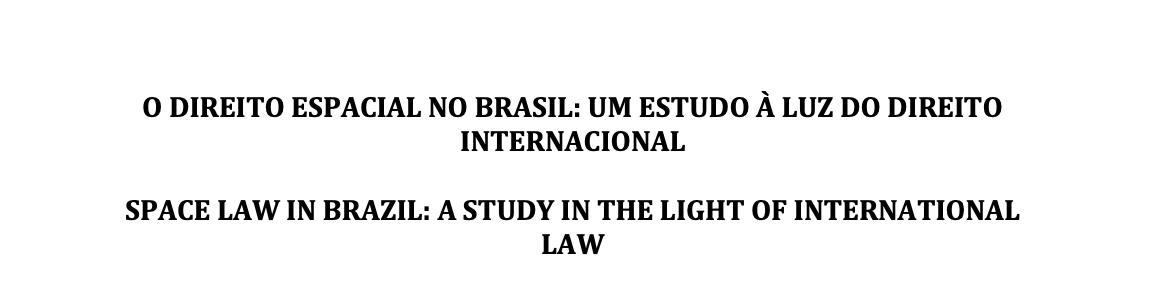 O DIREITO ESPACIAL NO BRASIL: UM ESTUDO À LUZ DO DIREITO
INTERNACIONAL
SPACE LAW IN BRAZIL: A STUDY IN THE LIGHT OF INTERNATIONAL
LAW